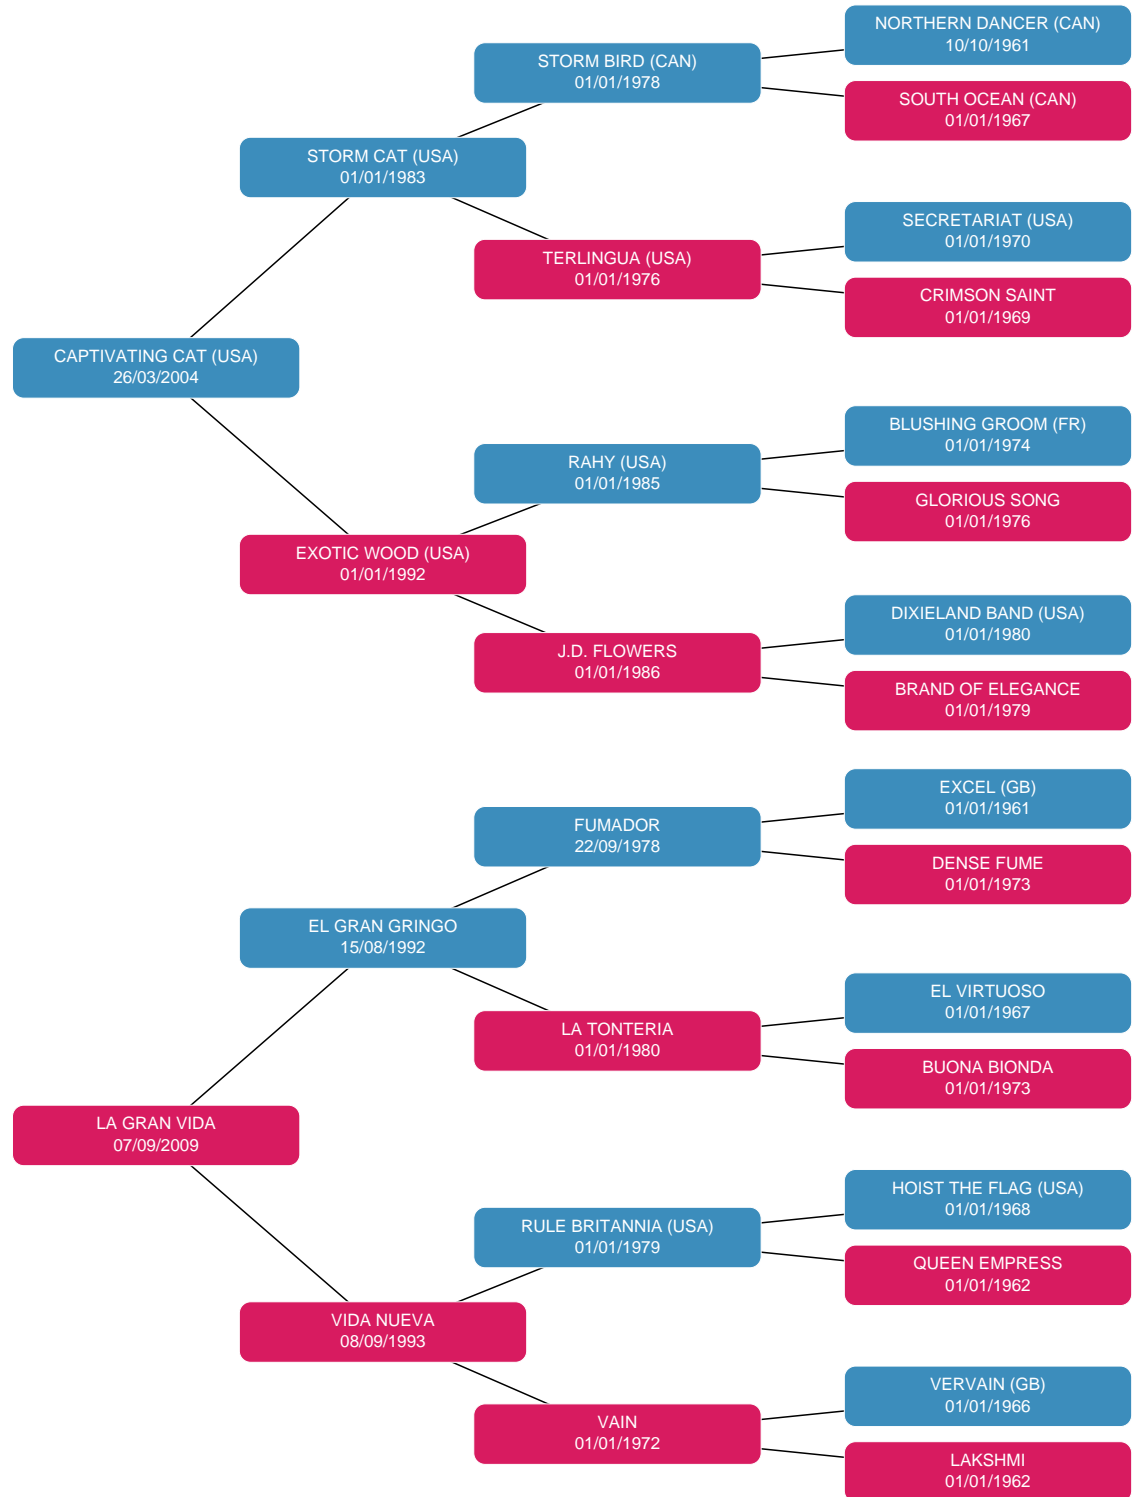 NORTHERN DANCER (CAN)
10/10/1961
STORM BIRD (CAN)
01/01/1978
SOUTH OCEAN (CAN)
01/01/1967
STORM CAT (USA)
01/01/1983
SECRETARIAT (USA)
01/01/1970
TERLINGUA (USA)
01/01/1976
CRIMSON SAINT
01/01/1969
CAPTIVATING CAT (USA)
26/03/2004
BLUSHING GROOM (FR)
01/01/1974
RAHY (USA)
01/01/1985
GLORIOUS SONG
01/01/1976
EXOTIC WOOD (USA)
01/01/1992
DIXIELAND BAND (USA)
01/01/1980
J.D. FLOWERS
01/01/1986
BRAND OF ELEGANCE
01/01/1979
EXCEL (GB)
01/01/1961
FUMADOR
22/09/1978
DENSE FUME
01/01/1973
EL GRAN GRINGO
15/08/1992
EL VIRTUOSO
01/01/1967
LA TONTERIA
01/01/1980
BUONA BIONDA
01/01/1973
LA GRAN VIDA
07/09/2009
HOIST THE FLAG (USA)
01/01/1968
RULE BRITANNIA (USA)
01/01/1979
QUEEN EMPRESS
01/01/1962
VIDA NUEVA
08/09/1993
VERVAIN (GB)
01/01/1966
VAIN
01/01/1972
LAKSHMI
01/01/1962